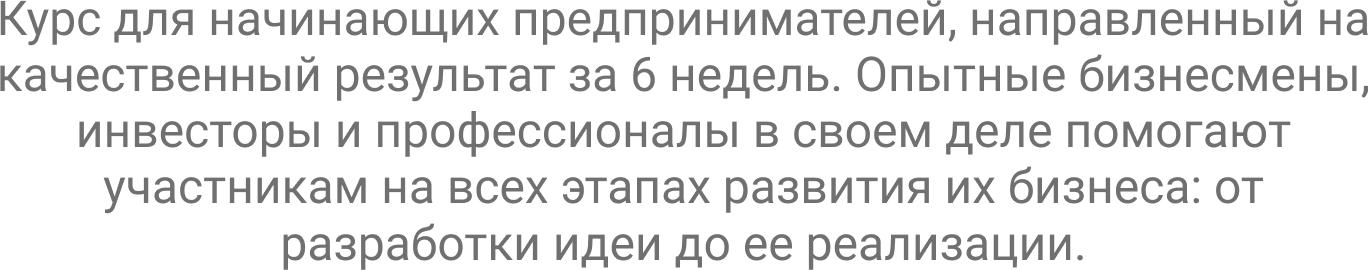 Курс для начинающих предпринимателей, направленный на
качественный результат за 6 недель. Опытные бизнесмены,
инвесторы и профессионалы в своем деле помогают
участникам на всех этапах развития их бизнеса: от
разработки идеи до ее реализации.